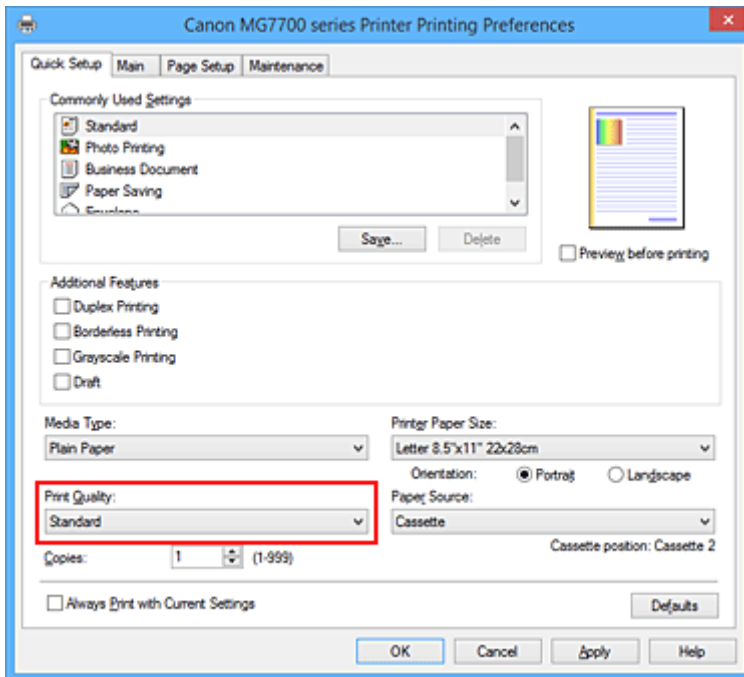 Canon MG7700 series Printer Printing Preferences
Quick Setup Main Page Setup Maintenance
Commonly Used Settings
Standard
Photo Printing
Business Document
Paper Saving
Envelope
Save... Delete
Preview before printing
Additional Features
Duplex Printing
Borderless Printing
Grayscale Printing
Draft
Media Type: Printer Paper Size:
Plain Paper Letter 8.5"x11" 22x28cm
Orientation: Portrait Landscape
Print Quality: Paper Source:
Standard Cassette
Cassette position: Cassette 2
Copies: 1 (1-999)
Always Print with Current Settings Defaults
OK Cancel Apply Help